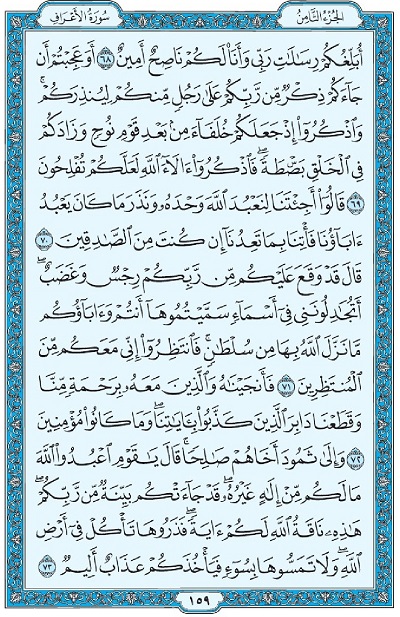 سُورَةُ الأَعْرَافِ الجُزْءُ الثَّامِنُ
أُبَلِّغُكُمْ رِسَالَاتِ رَبِّي وَأَنَا۠ لَكُمْ نَاصِحٌ أَمِينٌ ٦٨ أَوَعَجِبْتُمْ أَن
جَآءَكُمْ ذِكْرٌ مِّن رَّبِّكُمْ عَلَىٰ رَجُلٍ مِّنكُمْ لِيُنذِرَكُمْ ۚ
وَٱذْكُرُوٓا۟ إِذْ جَعَلَكُمْ خُلَفَآءَ مِنۢ بَعْدِ قَوْمِ نُوحٍ وَزَادَكُمْ
فِى ٱلْخَلْقِ بَصْۜطَةً ۖ فَٱذْكُرُوٓا۟ ءَالَآءَ ٱللَّهِ لَعَلَّكُمْ تُفْلِحُونَ
٦٩ قَالُوٓا۟ أَجِئْتَنَا لِنَعْبُدَ ٱللَّهَ وَحْدَهُۥ وَنَذَرَ مَا كَانَ يَعْبُدُ
ءَابَآؤُنَا ۖ فَأْتِنَا بِمَا تَعِدُنَآ إِن كُنتَ مِنَ ٱلصَّٰدِقِينَ ٧٠
قَالَ قَدْ وَقَعَ عَلَيْكُم مِّن رَّبِّكُمْ رِجْسٌ وَغَضَبٌ ۖ
أَتُجَٰدِلُونَنِى فِىٓ أَسْمَآءٍ سَمَّيْتُمُوهَآ أَنتُمْ وَءَابَآؤُكُم
مَّا نَزَّلَ ٱللَّهُ بِهَا مِن سُلْطَٰنٍ ۚ فَٱنتَظِرُوٓا۟ إِنِّى مَعَكُم مِّنَ
ٱلْمُنتَظِرِينَ ٧١ فَأَنجَيْنَٰهُ وَٱلَّذِينَ مَعَهُۥ بِرَحْمَةٍ مِّنَّا
وَقَطَعْنَا دَابِرَ ٱلَّذِينَ كَذَّبُوا۟ بِـَٔايَٰتِنَا ۖ وَمَا كَانُوا۟ مُؤْمِنِينَ
٧٢ وَإِلَىٰ ثَمُودَ أَخَاهُمْ صَٰلِحًا ۗ قَالَ يَٰقَوْمِ ٱعْبُدُوا۟ ٱللَّهَ
مَا لَكُم مِّنْ إِلَٰهٍ غَيْرُهُۥ ۖ قَدْ جَآءَتْكُم بَيِّنَةٌ مِّن رَّبِّكُمْ ۖ
هَٰذِهِۦ نَاقَةُ ٱللَّهِ لَكُمْ ءَايَةً ۖ فَذَرُوهَا تَأْكُلْ فِىٓ أَرْضِ
ٱللَّهِ ۖ وَلَا تَمَسُّوهَا بِسُوٓءٍ فَيَأْخُذَكُمْ عَذَابٌ أَلِيمٌ ٧٣
١٥٩